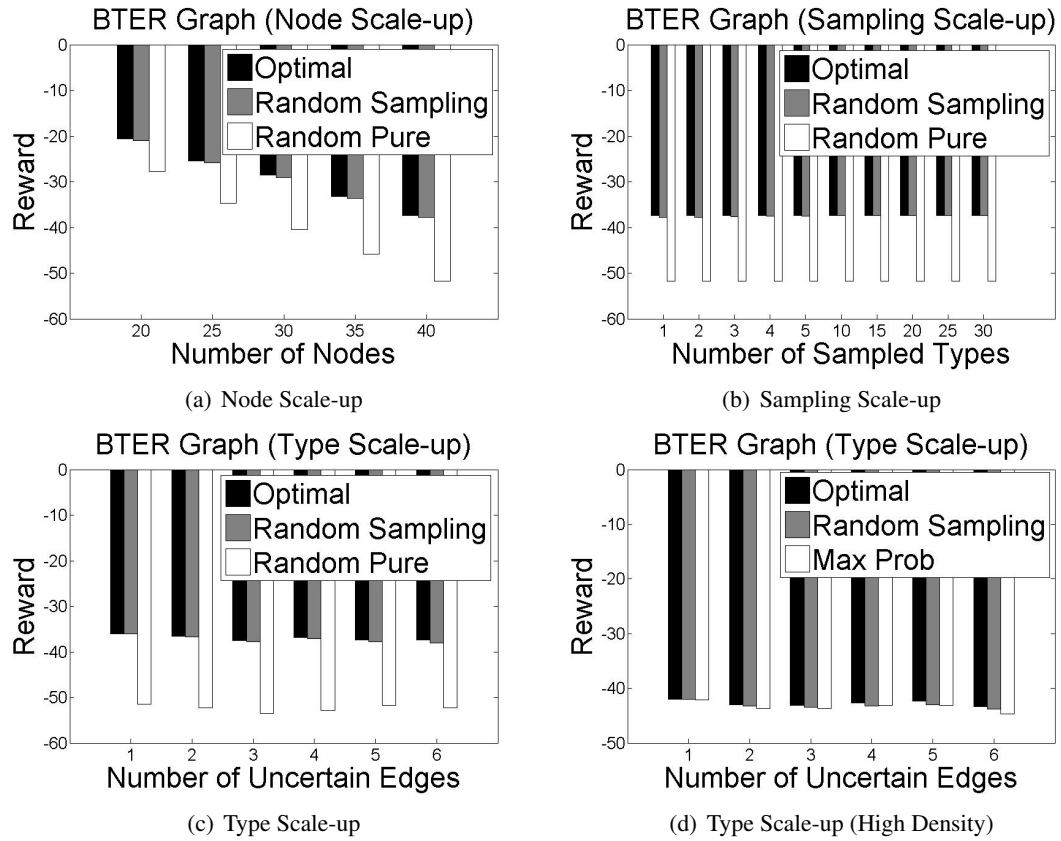 BTER Graph (Node Scale-up)
0
-10
-20
-30
-40
-50
-60
Reward
Optimal
Random Sampling
Random Pure
20 25 30 35 40
Number of Nodes
(a) Node Scale-up
BTER Graph (Sampling Scale-up)
0
-10
-20
-30
-40
-50
-60
Reward
Optimal
Random Sampling
Random Pure
1 2 3 4 5 10 15 20 25 30
Number of Sampled Types
(b) Sampling Scale-up
BTER Graph (Type Scale-up)
0
-10
-20
-30
-40
-50
-60
Reward
Optimal
Random Sampling
Random Pure
1 2 3 4 5 6
Number of Uncertain Edges
(c) Type Scale-up
BTER Graph (Type Scale-up)
0
-10
-20
-30
-40
-50
Reward
Optimal
Random Sampling
Max Prob
1 2 3 4 5 6
Number of Uncertain Edges
(d) Type Scale-up (High Density)